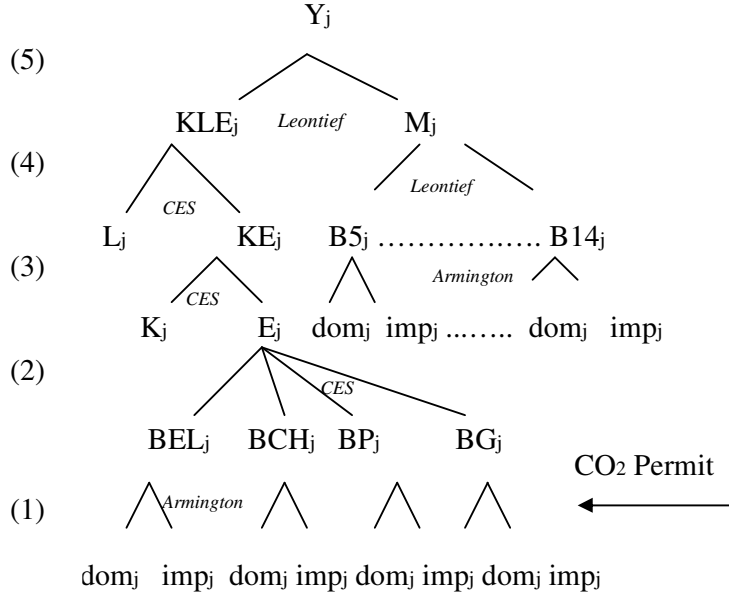 Yj
(5)
KLEj Leontief Mj
(4)
Leontief
CES
Lj KEj B5j ………………. B14j
(3)
Armington
CES
Kj Ej domj impj ..…….. domj impj
(2)
CES
BELj BCHj BPj BGj
CO2 Permit
(1)
Armington
domj impj domj impj domj impj domj impj